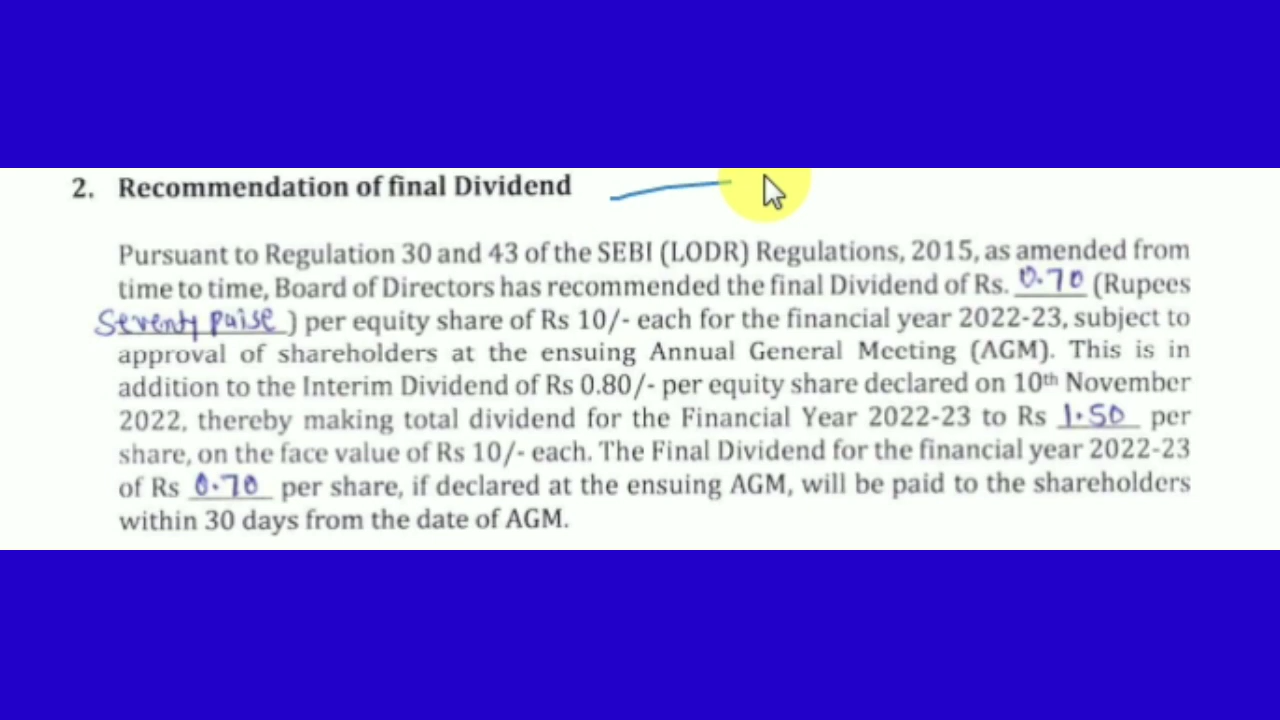 2. Recommendation of final Dividend
Pursuant to Regulation 30 and 43 of the SEBI (LODR) Regulations, 2015, as amended from
time to time, Board of Directors has recommended the final Dividend of Rs. 0.70 (Rupees
Seventy paise) per equity share of Rs 10/- each for the financial year 2022-23, subject to
approval of shareholders at the ensuing Annual General Meeting (AGM). This is in
addition to the Interim Dividend of Rs 0.80/- per equity share declared on 10th November
2022, thereby making total dividend for the Financial Year 2022-23 to Rs 1.50 per
share, on the face value of Rs 10/- each. The Final Dividend for the financial year 2022-23
of Rs 0.70 per share, if declared at the ensuing AGM, will be paid to the shareholders
within 30 days from the date of AGM.